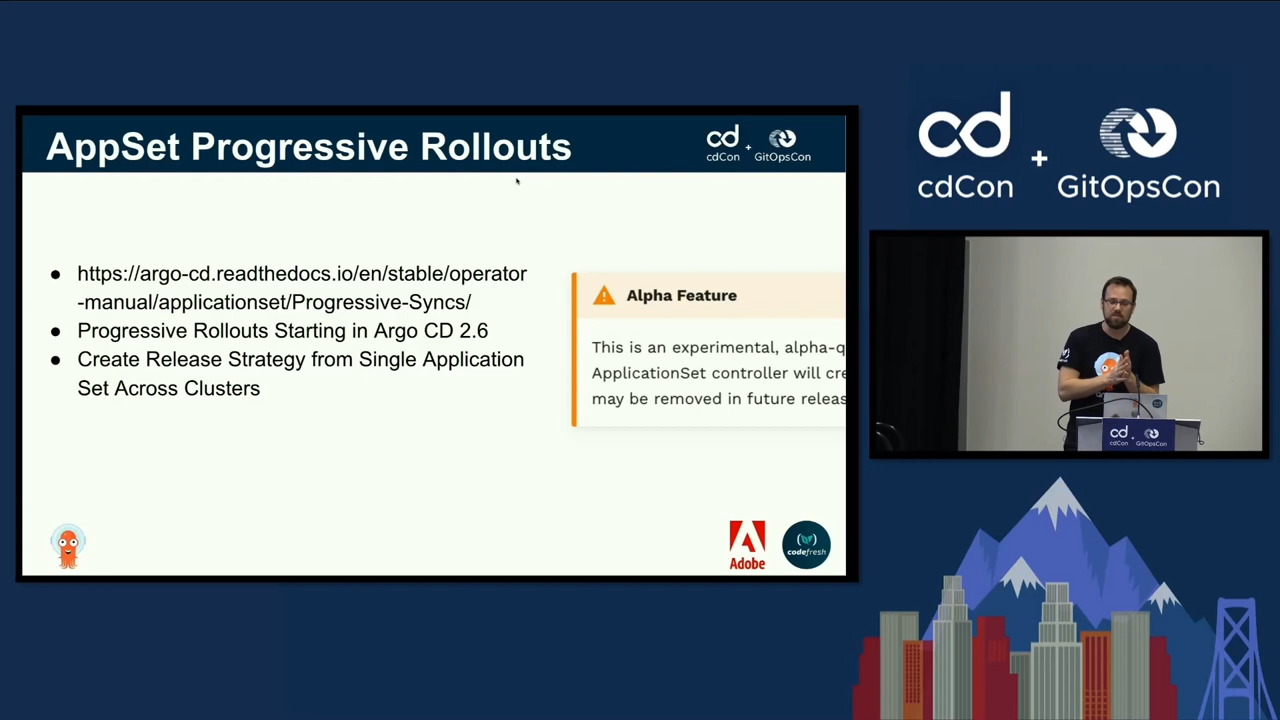 AppSet Progressive Rollouts
cd
cdCon
+
GitOpsCon
● https://argo-cd.readthedocs.io/en/stable/operator
-manual/applicationset/Progressive-Syncs/
● Progressive Rollouts Starting in Argo CD 2.6
● Create Release Strategy from Single Application
Set Across Clusters
Alpha Feature
This is an experimental, alpha-q
ApplicationSet controller will cre
may be removed in future releas
Adobe
codefresh
cd
cdCon
+
GitOpsCon
cd
cdCon
GitOpsCon